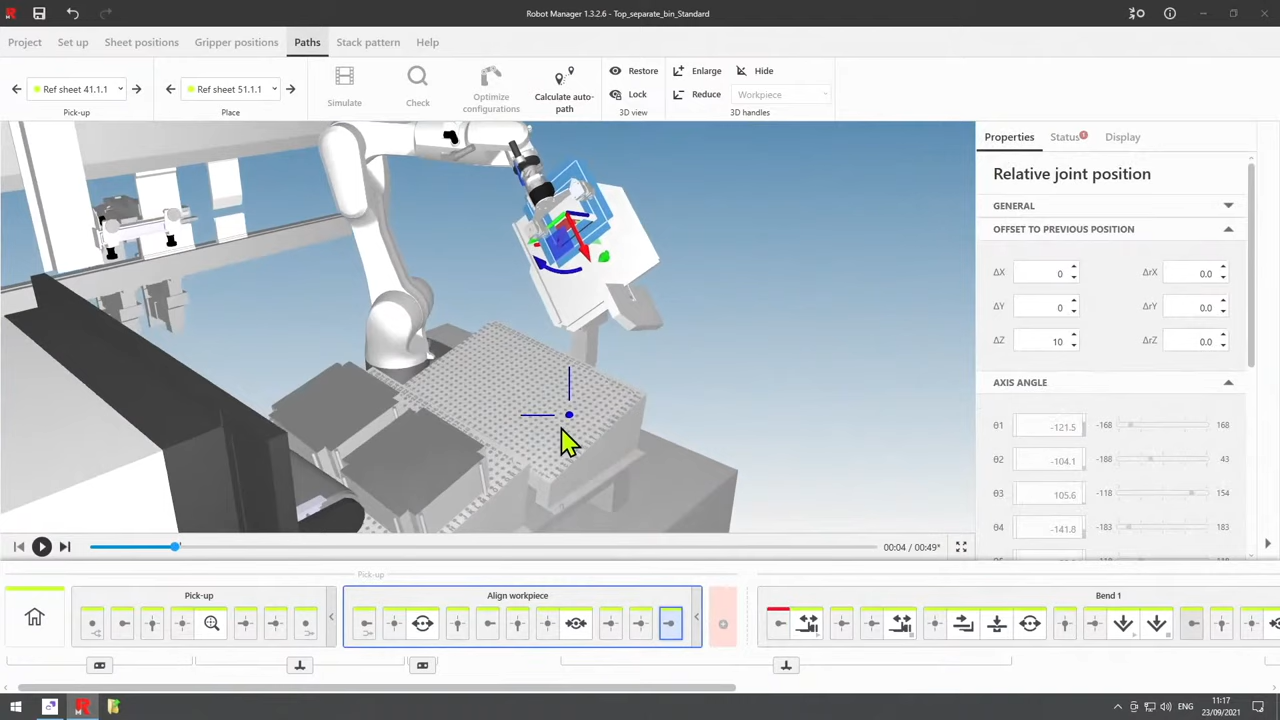 Robot Manager 1.3.2.6 - Top_separate_bin_Standard
Project Set up Sheet positions Gripper positions Paths Stack pattern Help
Ref sheet 41.1.1
Pick-up
Ref sheet 51.1.1
Place
Simulate
Check
Optimize configurations
Calculate auto-path
Restore
Lock
3D view
Enlarge
Hide
Reduce
Workpiece
3D handles
Properties Status Display
Relative joint position
GENERAL
OFFSET TO PREVIOUS POSITION
ΔX 0 ΔrX 0.0
ΔY 0 ΔrY 0.0
ΔZ 10 ΔrZ 0.0
AXIS ANGLE
θ1 -121.5 -168 168
θ2 -104.1 -188 43
θ3 105.6 -118 154
θ4 -141.8 -183 183
00:04 / 00:49*
Pick-up
Pick-up
Align workpiece
Bend 1
ENG
11:17
23/09/2021